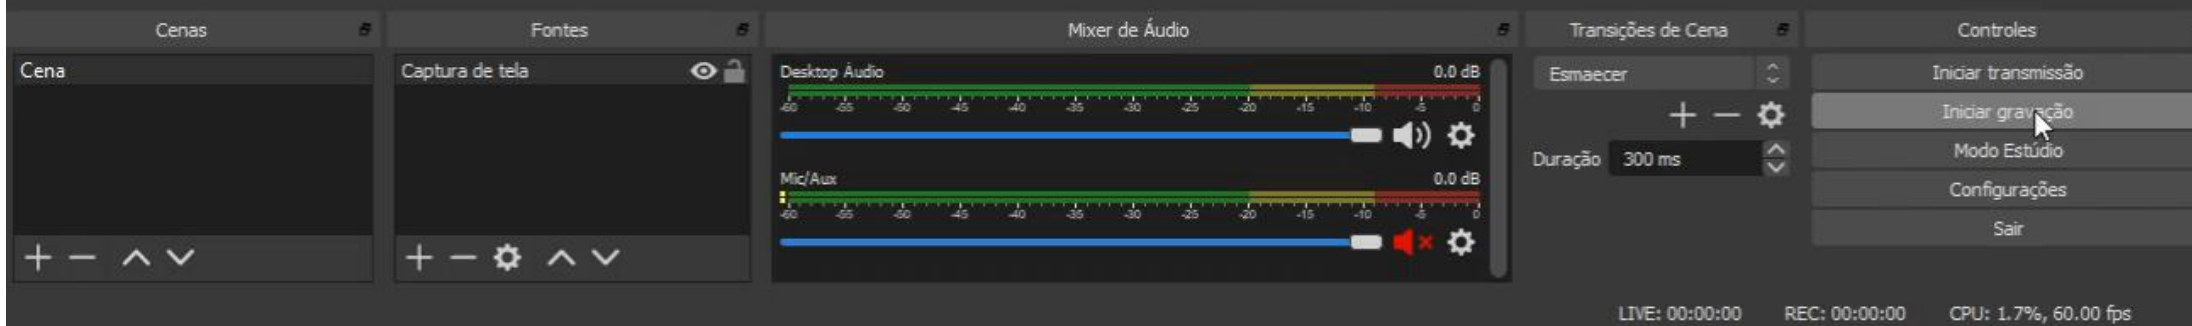 Cenas
Fontes
Mixer de Áudio
Transições de Cena
Controles
Cena
Captura de tela
Desktop Áudio
0.0 dB
-60 -55 -50 -45 -40 -35 -30 -25 -20 -15 -10 -5 0
Mic/Aux
0.0 dB
-60 -55 -50 -45 -40 -35 -30 -25 -20 -15 -10 -5 0
Esmaecer
Duração 300 ms
Iniciar transmissão
Iniciar gravação
Modo Estúdio
Configurações
Sair
LIVE: 00:00:00 REC: 00:00:00 CPU: 1.7%, 60.00 fps